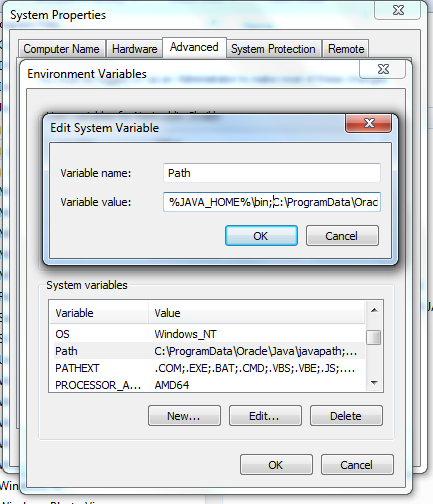 System Properties
Computer Name Hardware Advanced System Protection Remote
Environment Variables
Edit System Variable
Variable name: Path
Variable value: %JAVA_HOME%\bin;C:\ProgramData\Orac
OK Cancel
System variables
Variable Value
OS Windows_NT
Path C:\ProgramData\Oracle\Java\javapath;...
PATHEXT .COM;.EXE;.BAT;.CMD;.VBS;.VBE;.JS;....
PROCESSOR_A... AMD64
New... Edit... Delete
OK Cancel